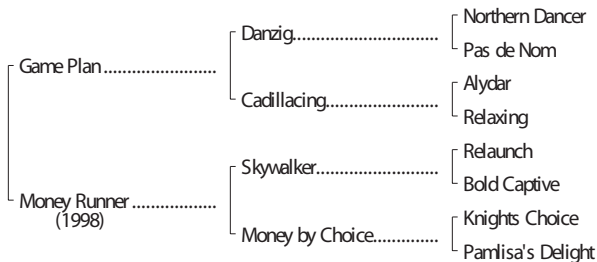 Northern Dancer
Danzig........................................
Pas de Nom
Game Plan ...............................
Alydar
Cadillacing...............................
Relaxing
Relaunch
Skywalker..................................
Bold Captive
Money Runner .......................
(1998)
Knights Choice
Money by Choice..................
Pamlisa's Delight